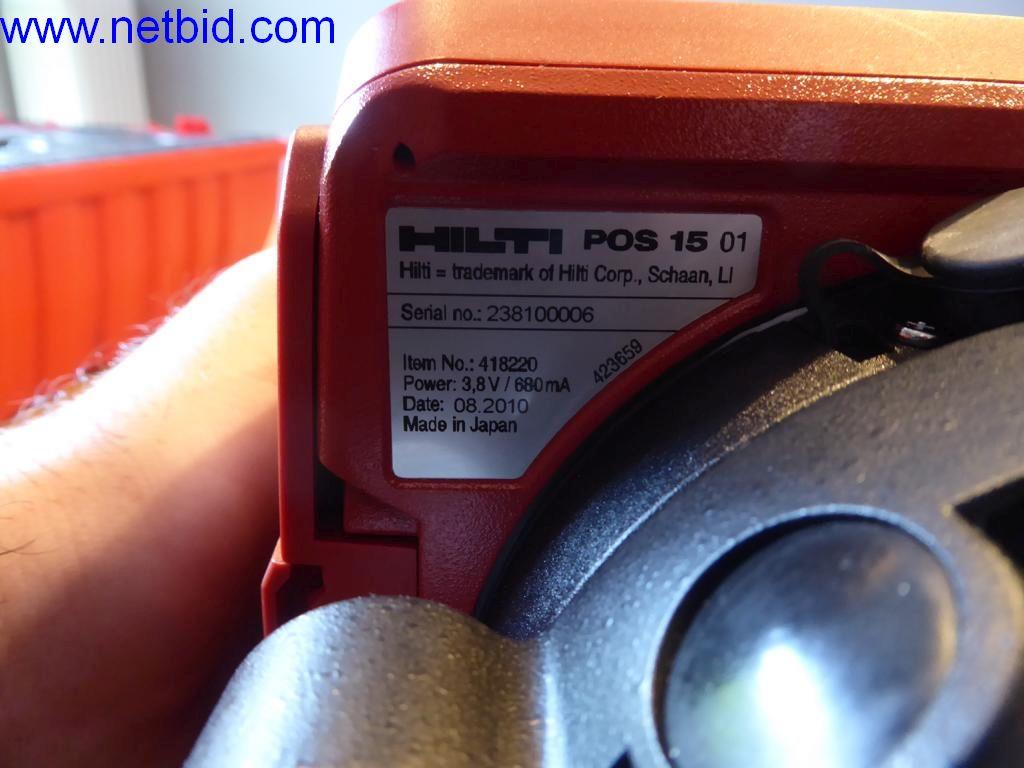 www.netbid.com
HILTI POS 15 01
Hilti = trademark of Hilti Corp., Schaan, LI
Serial no.: 238100006
Item No.: 418220
Power: 3,8 V / 680 mA
Date: 08.2010
Made in Japan
423659